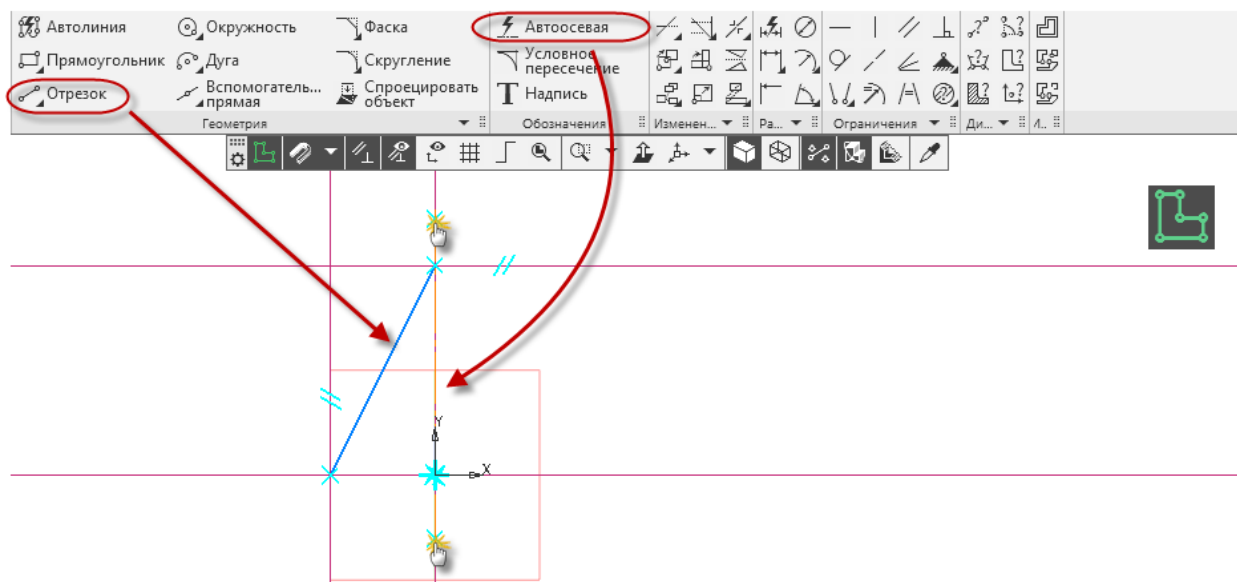 Автолиния
Окружность
Фаска
Автоосевая
Прямоугольник
Дуга
Скругление
Условное
пересечение
Отрезок
Вспомогатель...
прямая
Спроецировать
объект
Надпись
Геометрия
Обозначения
Изменен...
Ра...
Ограничения
Ди...
И..
Y
X